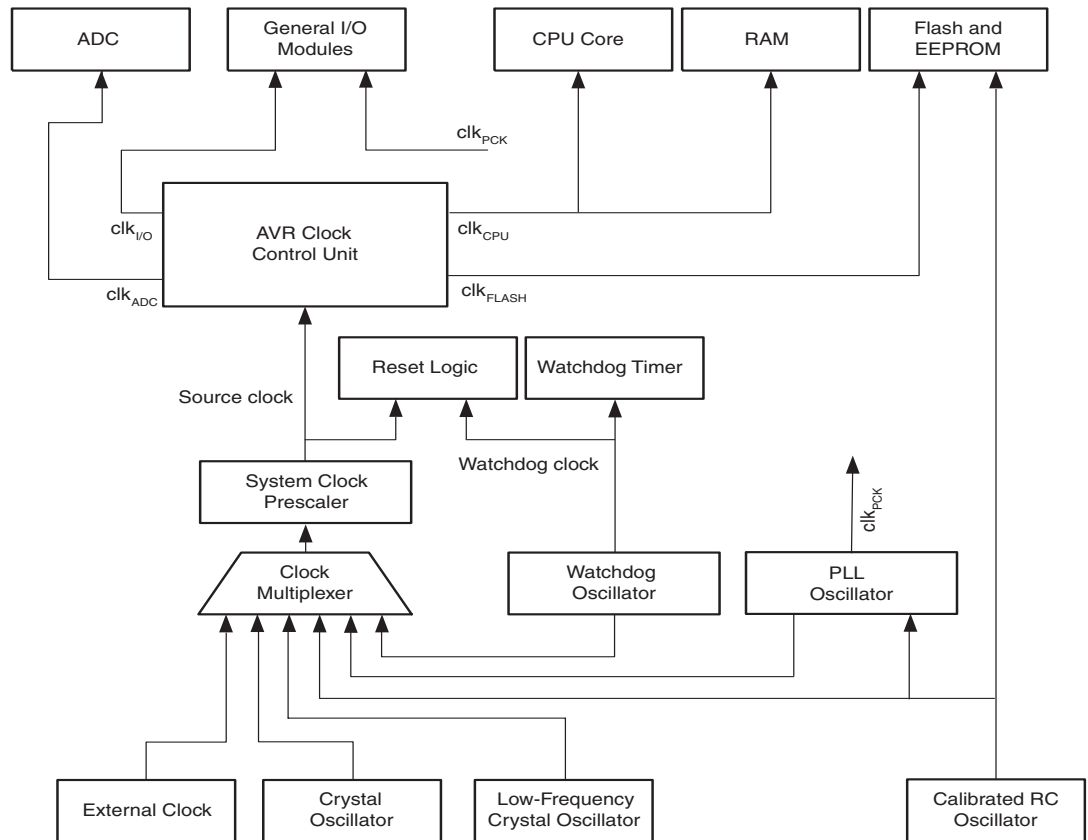 ADC
General I/O
Modules
CPU Core
RAM
Flash and
EEPROM
clkPCK
clkI/O
AVR Clock
Control Unit
clkCPU
clkADC
clkFLASH
Reset Logic
Watchdog Timer
Source clock
Watchdog clock
System Clock
Prescaler
clkPCK
Clock
Multiplexer
Watchdog
Oscillator
PLL
Oscillator
External Clock
Crystal
Oscillator
Low-Frequency
Crystal Oscillator
Calibrated RC
Oscillator